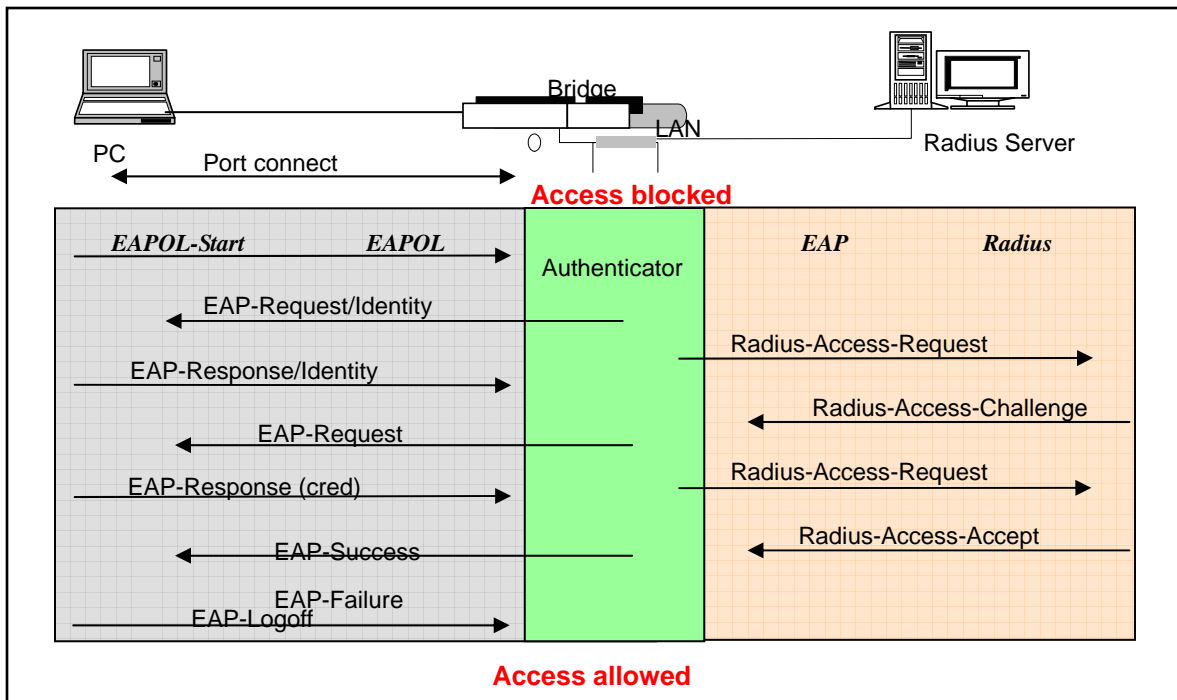 Bridge
LAN
PC
Radius Server
Port connect
Access blocked
EAPOL-Start EAPOL
EAP Radius
Authenticator
EAP-Request/Identity
Radius-Access-Request
EAP-Response/Identity
Radius-Access-Challenge
EAP-Request
Radius-Access-Request
EAP-Response (cred)
Radius-Access-Accept
EAP-Success
EAP-Failure
EAP-Logoff
Access allowed